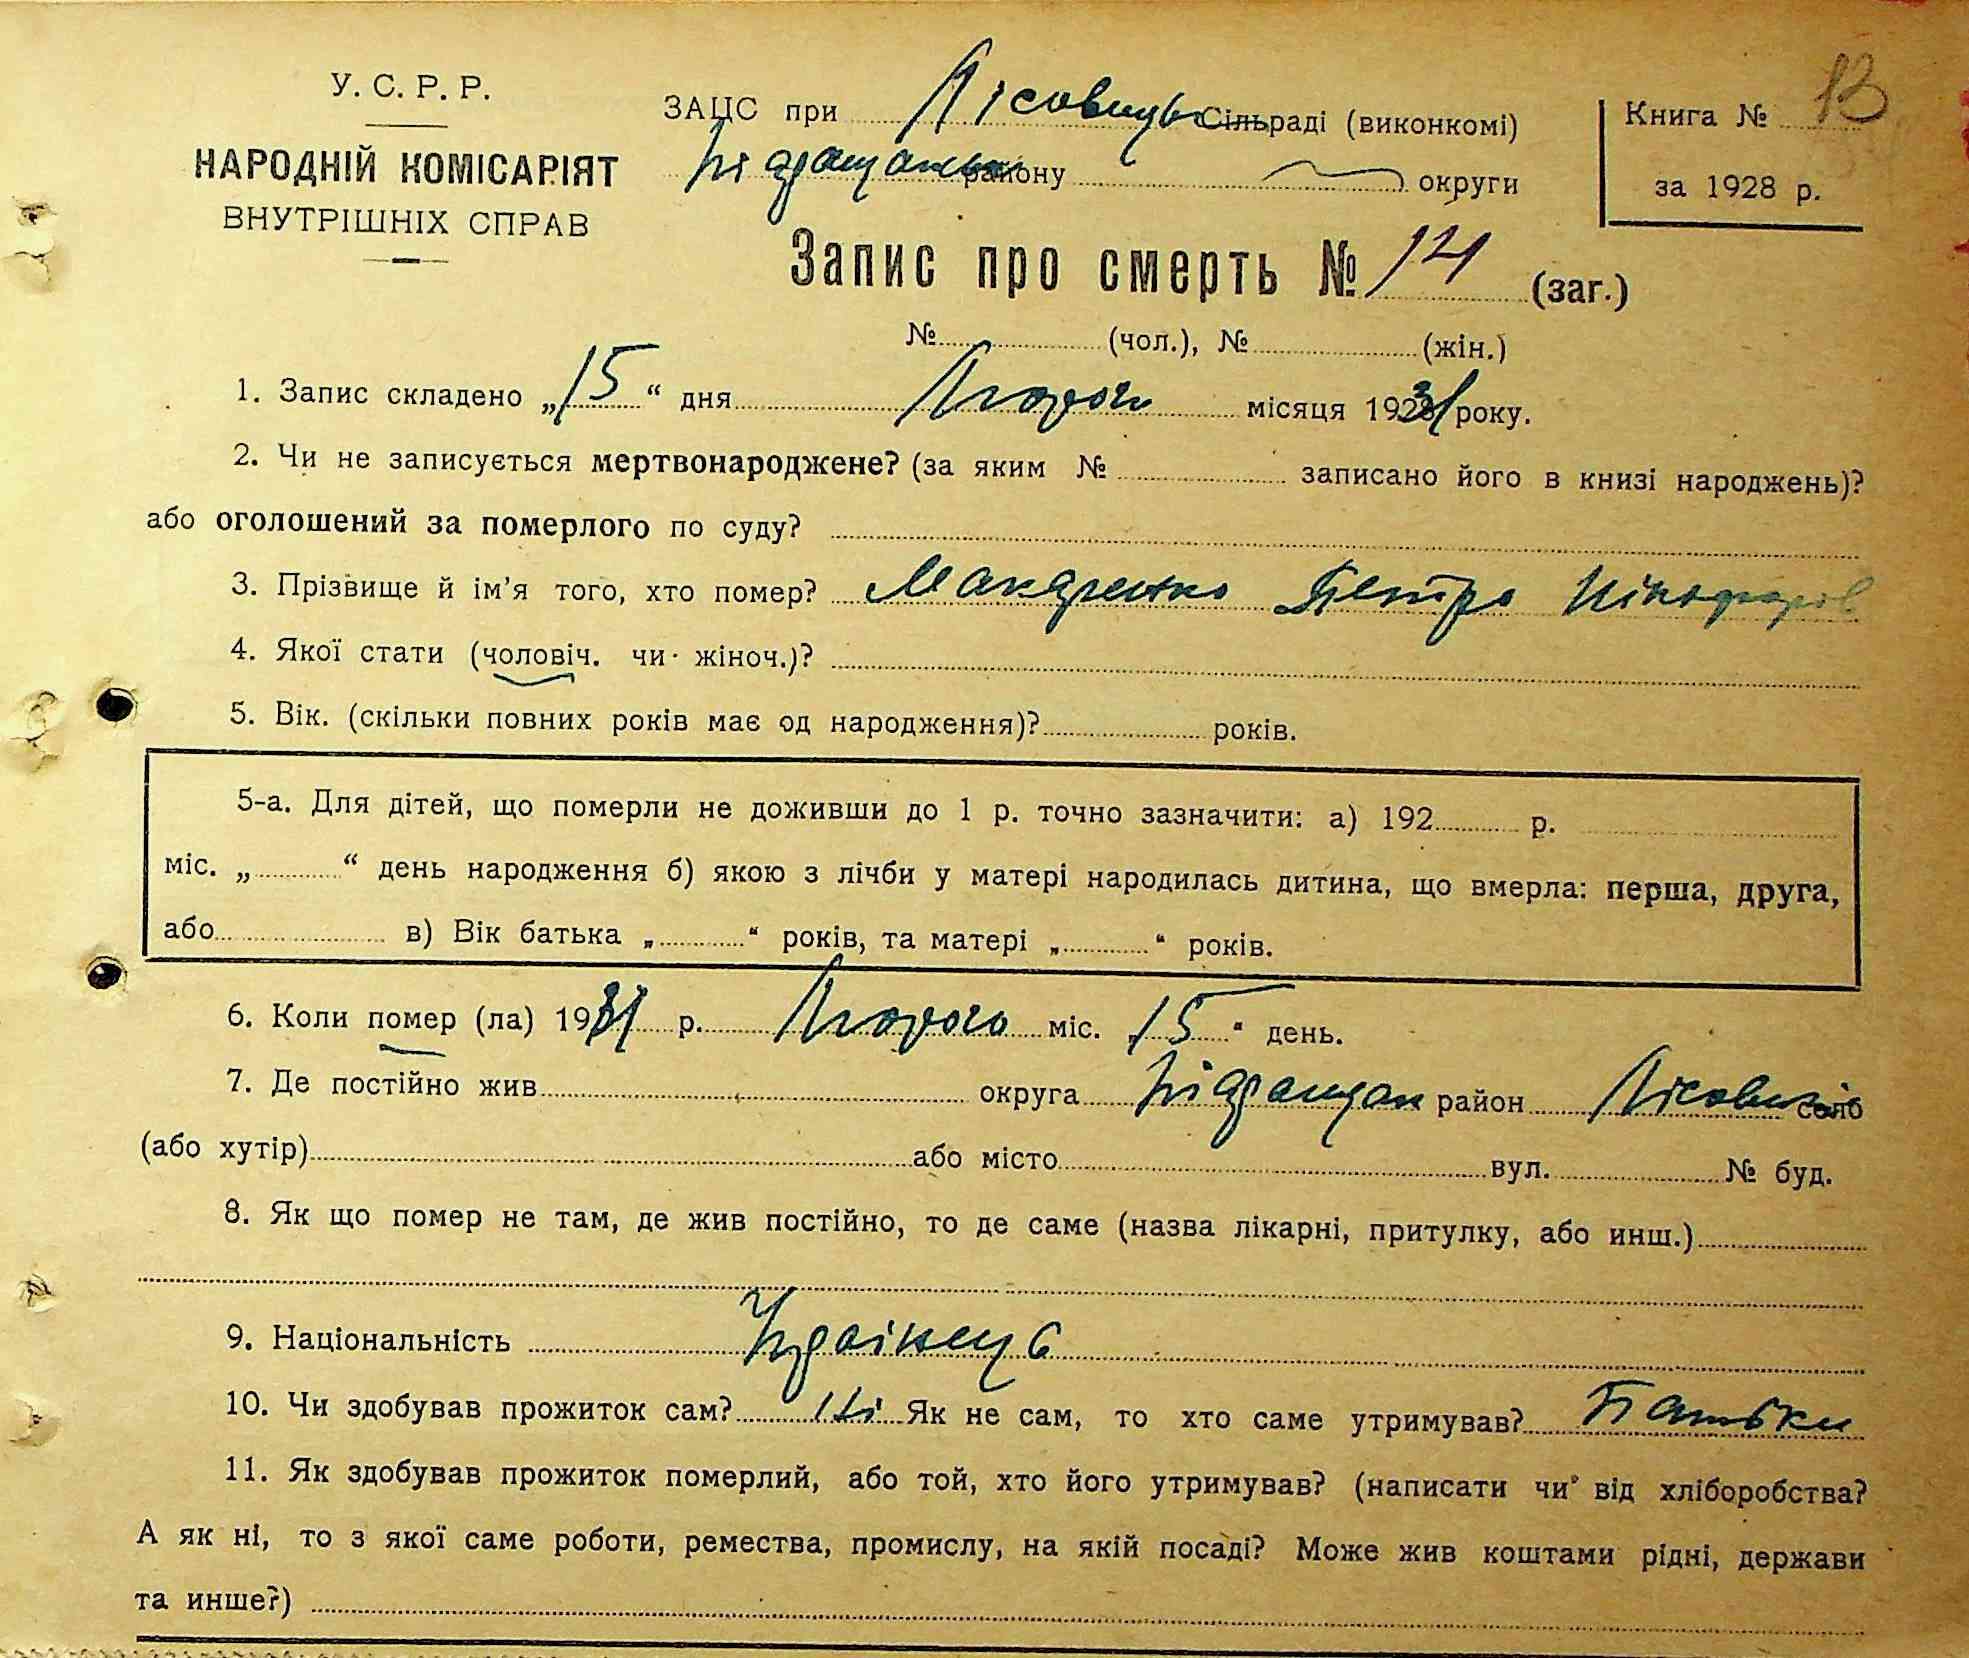 У. С. Р. Р.
НАРОДНІЙ КОМІСАРІЯТ
ВНУТРІШНІХ СПРАВ
ЗАЦС при Лісовицьк Сільраді (виконкомі)
району округи
Книга № 13
за 1928 р.
Запис про смерть № 14 (заг.)
№ (чол.), № (жін.)
1. Запис складено „15“ дня Лютого місяця 1931 року.
2. Чи не записується мертвонароджене? (за яким № записано його в книзі народжень)?
або оголошений за померлого по суду?
3. Прізвище й ім'я того, хто помер? Петро
4. Якої стати (чоловіч. чи жіноч.)?
5. Вік. (скільки повних років має од народження)? років.
5-а. Для дітей, що померли не доживши до 1 р. точно зазначити: а) 192 р.
міс. „ “ день народження б) якою з лічби у матері народилась дитина, що вмерла: перша, друга,
або в) Вік батька „ “ років, та матері „ “ років.
6. Коли помер (ла) 1931 р. Лютого міс. „15“ день.
7. Де постійно жив округа район Лісовичі село
(або хутір) або місто вул. № буд.
8. Як що помер не там, де жив постійно, то де саме (назва лікарні, притулку, або инш.)
9. Національність Українець
10. Чи здобував прожиток сам? Ні Як не сам, то хто саме утримував? Батьки
11. Як здобував прожиток померлий, або той, хто його утримував? (написати чи від хліборобства?
А як ні, то з якої саме роботи, ремества, промислу, на якій посаді? Може жив коштами рідні, держави
та инше?)